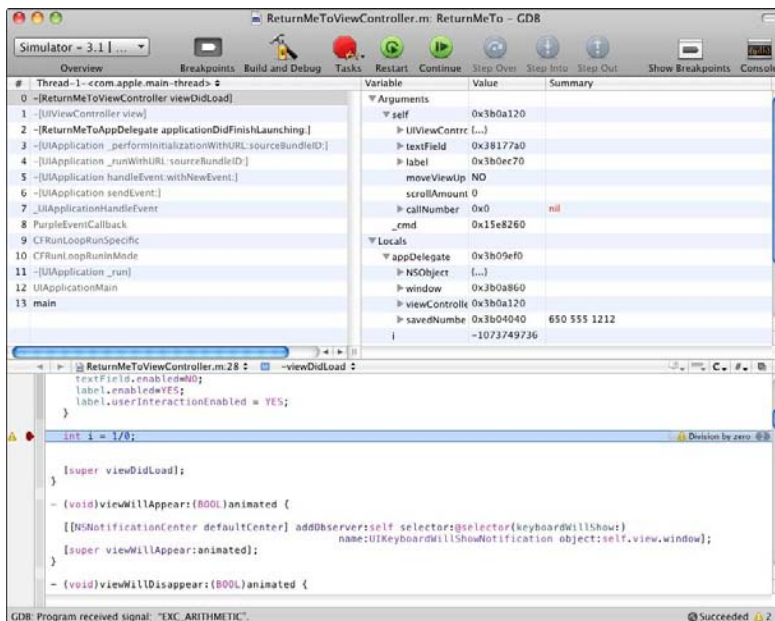 ReturnMeToViewController.m: ReturnMeTo - GDB
Simulator - 3.1 | ...
Overview Breakpoints Build and Debug Tasks Restart Continue Step Over Step Into Step Out Show Breakpoints Consol
# Thread-1-<com.apple.main-thread>
0 -[ReturnMeToViewController viewDidLoad]
1 -[UIViewController view]
2 -[ReturnMeToAppDelegate applicationDidFinishLaunching:]
3 -[UIApplication _performInitializationWithURL:sourceBundleID:]
4 -[UIApplication _runWithURL:sourceBundleID:]
5 -[UIApplication handleEvent:withNewEvent:]
6 -[UIApplication sendEvent:]
7 _UIApplicationHandleEvent
8 PurpleEventCallback
9 CFRunLoopRunSpecific
10 CFRunLoopRunInMode
11 -[UIApplication _run]
12 UIApplicationMain
13 main
Variable Value Summary
Arguments
self 0x3b0a120
UIViewContrc {...}
textField 0x38177a0
label 0x3b0ec70
moveViewUp NO
scrollAmount 0
callNumber 0x0 nil
_cmd 0x15e8260
Locals
appDelegate 0x3b09ef0
NSObject {...}
window 0x3b0a860
viewControlle 0x3b0a120
savedNumbe 0x3b04040 650 555 1212
i -1073749736
ReturnMeToViewController.m:28 -viewDidLoad C #
textField.enabled=NO;
label.enabled=YES;
label.userInteractionEnabled = YES;
}
int i = 1/0; Division by zero
[super viewDidLoad];
}
- (void)viewWillAppear:(BOOL)animated {
[[NSNotificationCenter defaultCenter] addObserver:self selector:@selector(keyboardWillShow:)
name:UIKeyboardWillShowNotification object:self.view.window];
[super viewWillAppear:animated];
}
- (void)viewWillDisappear:(BOOL)animated {
GDB: Program received signal: "EXC_ARITHMETIC". Succeeded 2